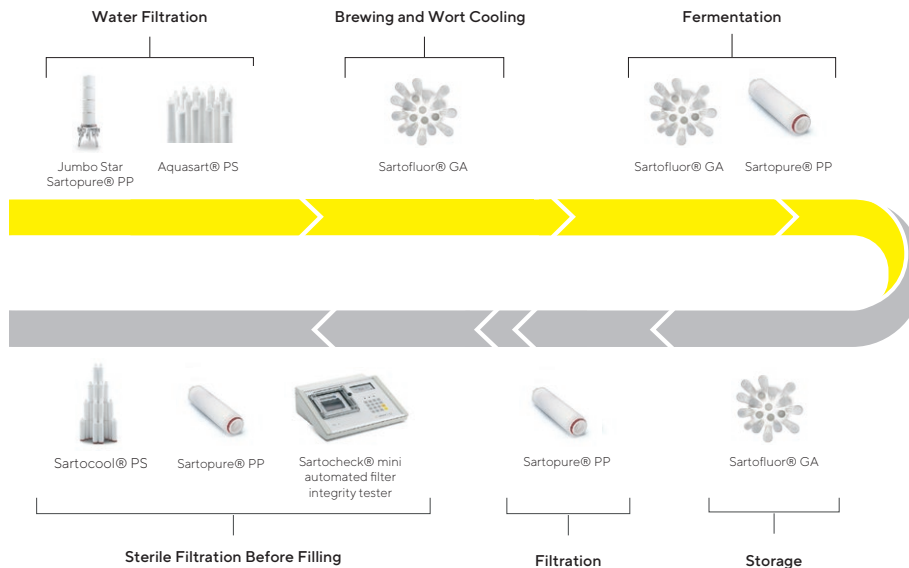 Water Filtration
Brewing and Wort Cooling
Fermentation
Jumbo Star
Sartopure® PP
Aquasart® PS
Sartofluor® GA
Sartofluor® GA
Sartopure® PP
Sartocool® PS
Sartopure® PP
Sartocheck® mini
automated filter
integrity tester
Sartopure® PP
Sartofluor® GA
Sterile Filtration Before Filling
Filtration
Storage